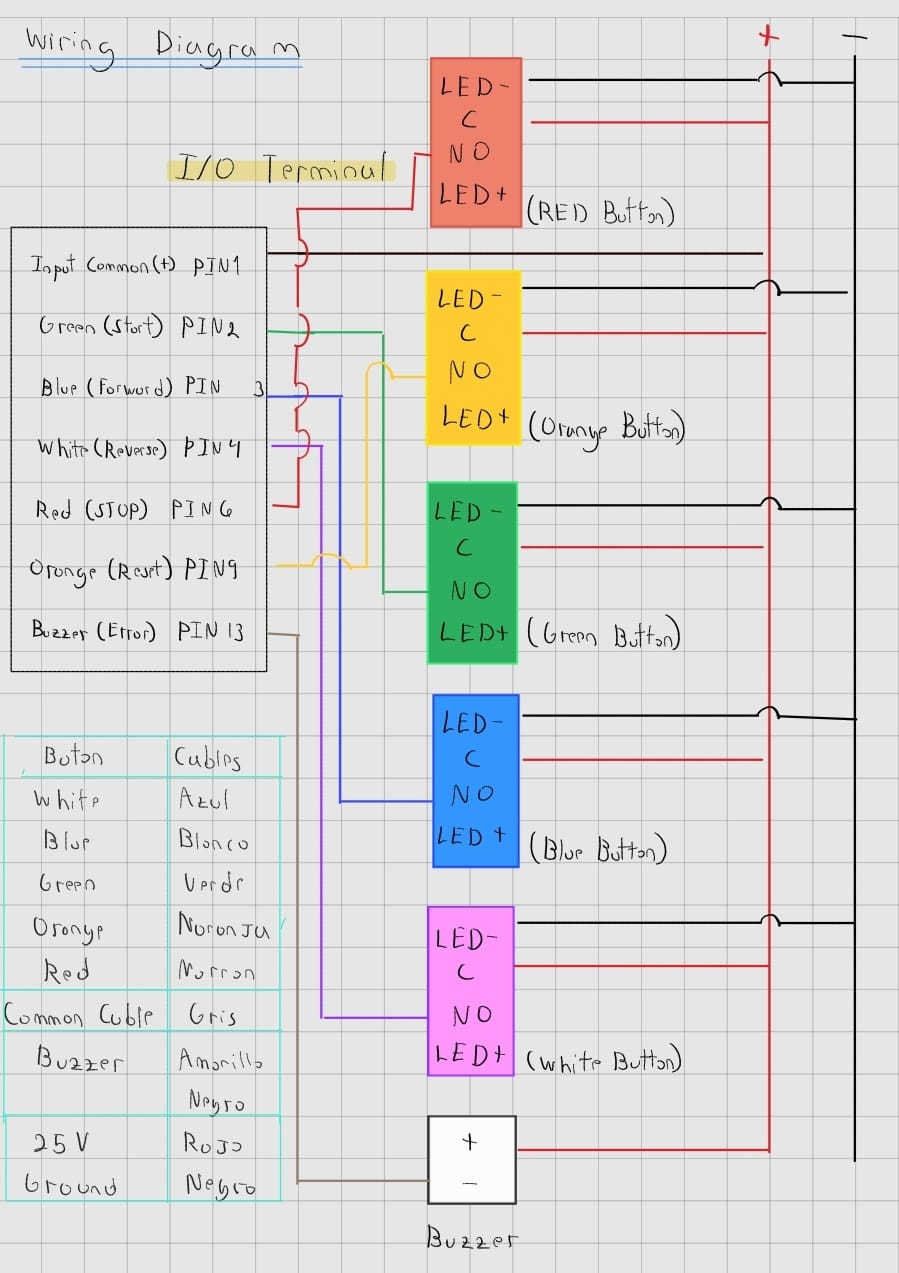 Wiring Diagram
+ −
I/O Terminal
LED-
C
NO
LED+
(RED Button)
Input Common(+) PIN1
Green (Start) PIN2
Blue (Forward) PIN 3
White (Reverse) PIN4
Red (STOP) PIN6
Orange (Reset) PIN9
Buzzer (Error) PIN 13
LED-
C
NO
LED+
(Orange Button)
LED-
C
NO
LED+
(Green Button)
LED-
C
NO
LED+
(Blue Button)
LED-
C
NO
LED+
(White Button)
+
−
Buzzer
Boton Cables
White Azul
Blue Blanco
Green Verde
Orange Naranja
Red Marron
Common Cable Gris
Buzzer Amarillo
Negro
25V Rojo
Ground Negro